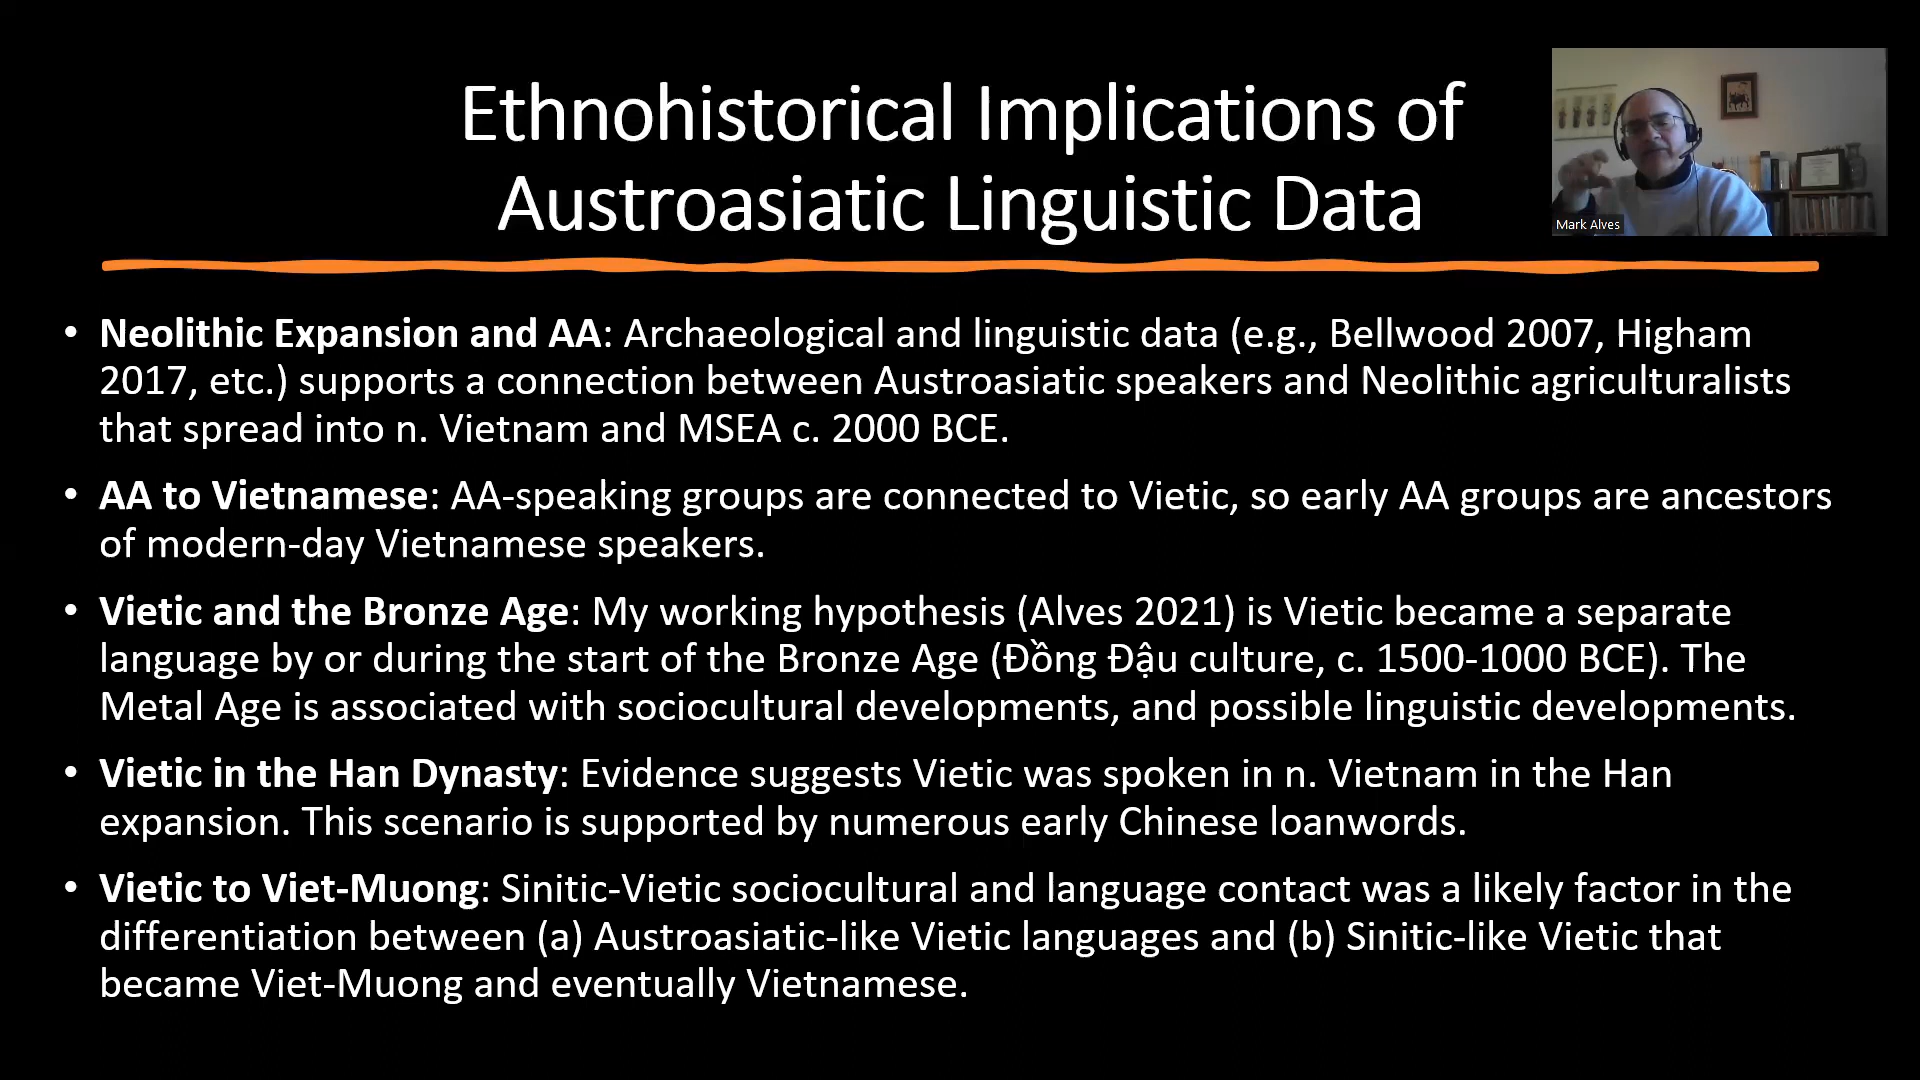 Ethnohistorical Implications of
Austroasiatic Linguistic Data
Mark Alves
• Neolithic Expansion and AA: Archaeological and linguistic data (e.g., Bellwood 2007, Higham
2017, etc.) supports a connection between Austroasiatic speakers and Neolithic agriculturalists
that spread into n. Vietnam and MSEA c. 2000 BCE.
• AA to Vietnamese: AA-speaking groups are connected to Vietic, so early AA groups are ancestors
of modern-day Vietnamese speakers.
• Vietic and the Bronze Age: My working hypothesis (Alves 2021) is Vietic became a separate
language by or during the start of the Bronze Age (Đồng Đậu culture, c. 1500-1000 BCE). The
Metal Age is associated with sociocultural developments, and possible linguistic developments.
• Vietic in the Han Dynasty: Evidence suggests Vietic was spoken in n. Vietnam in the Han
expansion. This scenario is supported by numerous early Chinese loanwords.
• Vietic to Viet-Muong: Sinitic-Vietic sociocultural and language contact was a likely factor in the
differentiation between (a) Austroasiatic-like Vietic languages and (b) Sinitic-like Vietic that
became Viet-Muong and eventually Vietnamese.